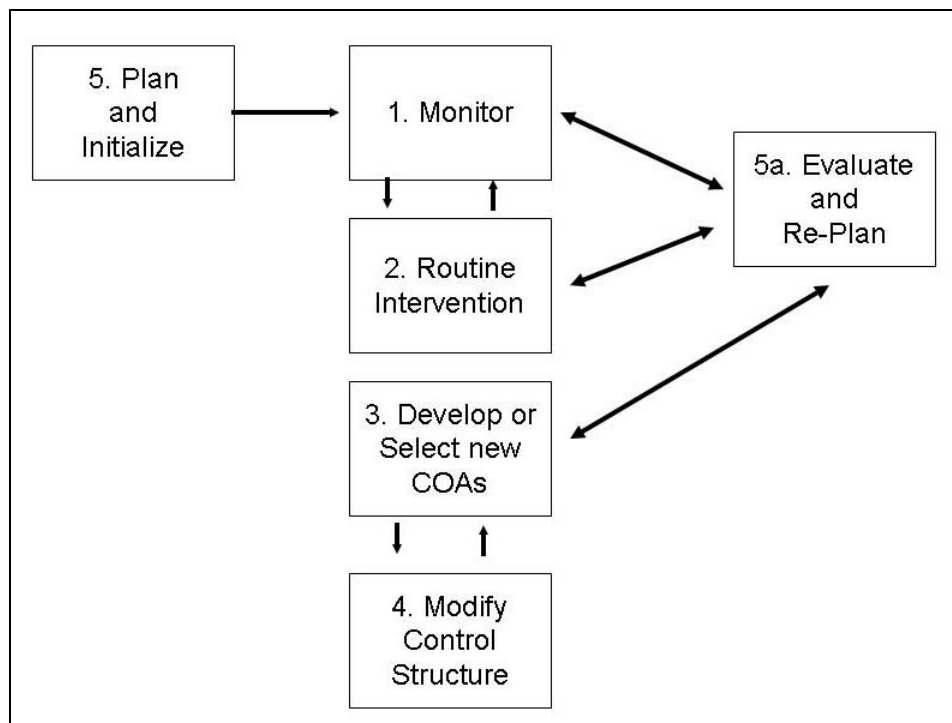 5. Plan
and
Initialize
1. Monitor
5a. Evaluate
and
Re-Plan
2. Routine
Intervention
3. Develop or
Select new
COAs
4. Modify
Control
Structure